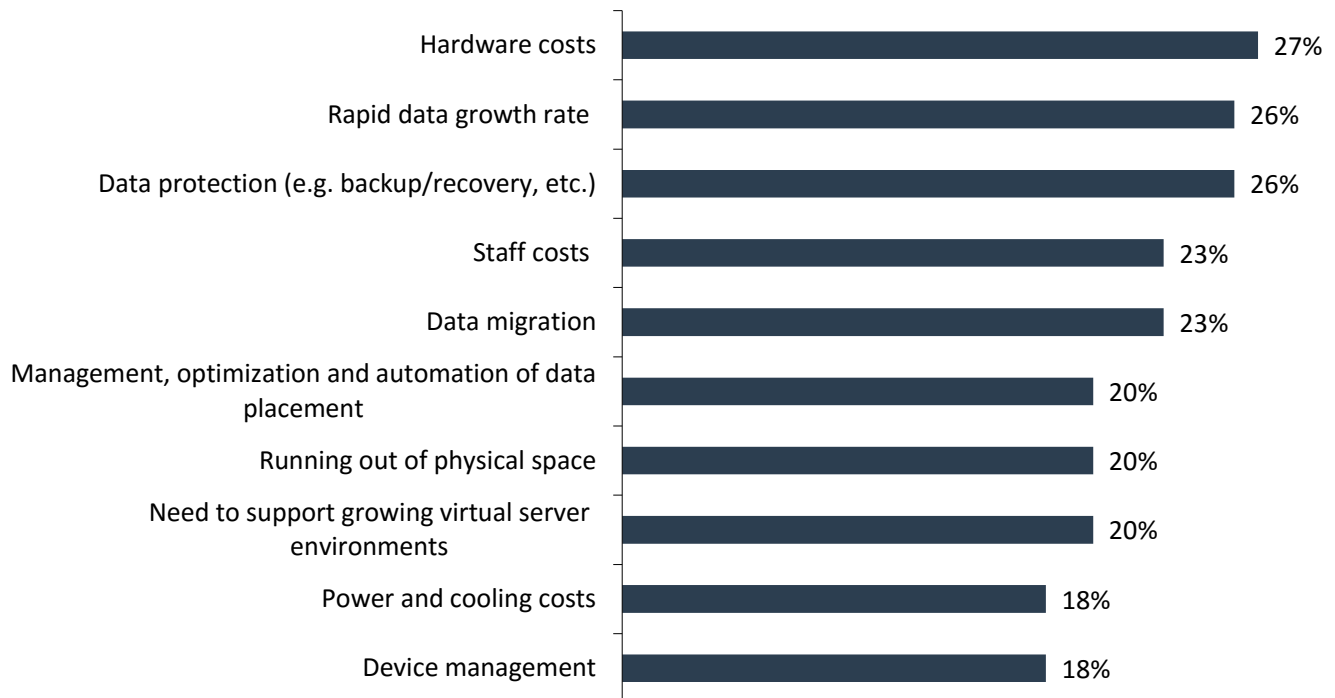 Hardware costs 27%
Rapid data growth rate 26%
Data protection (e.g. backup/recovery, etc.) 26%
Staff costs 23%
Data migration 23%
Management, optimization and automation of data
placement 20%
Running out of physical space 20%
Need to support growing virtual server
environments 20%
Power and cooling costs 18%
Device management 18%